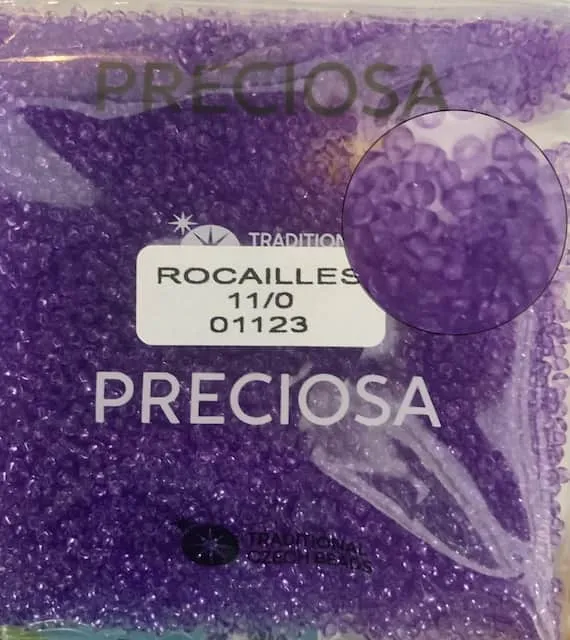 PRECIOSA
TRADITION
ROCAILLES
11/0
01123
PRECIOSA
TRADITIONAL
CZECH BEADS